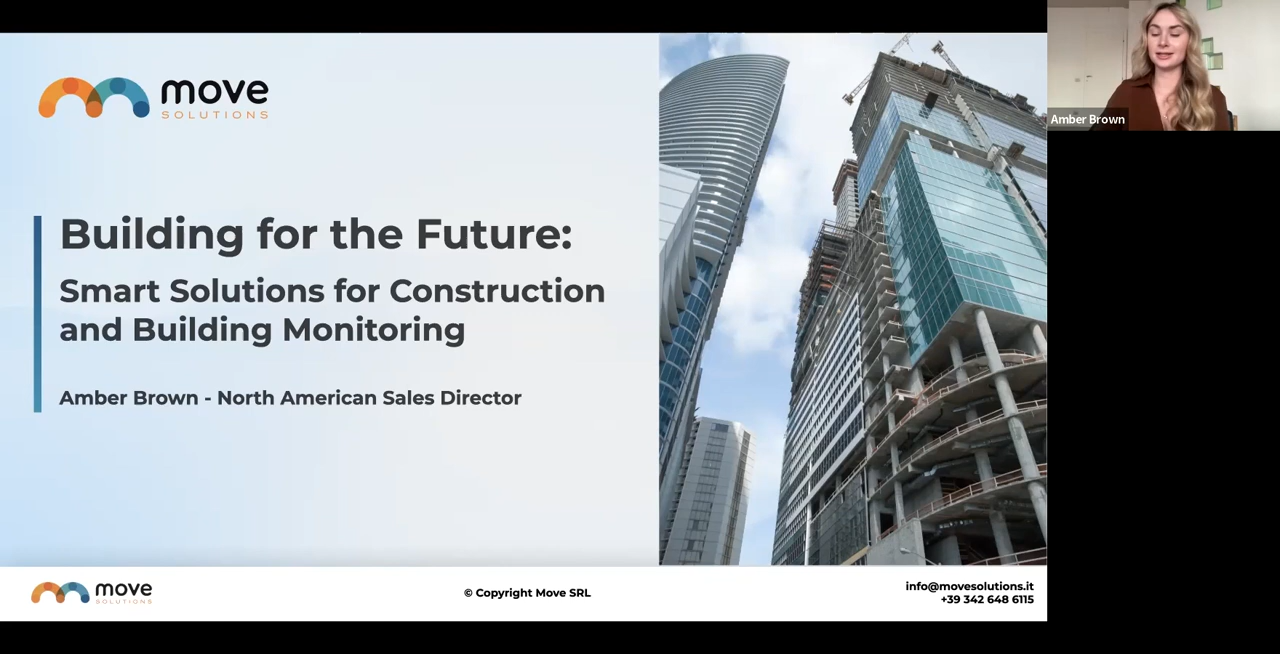 move
SOLUTIONS
Building for the Future:
Smart Solutions for Construction
and Building Monitoring
Amber Brown - North American Sales Director
Amber Brown
move
SOLUTIONS
© Copyright Move SRL
info@movesolutions.it
+39 342 648 6115